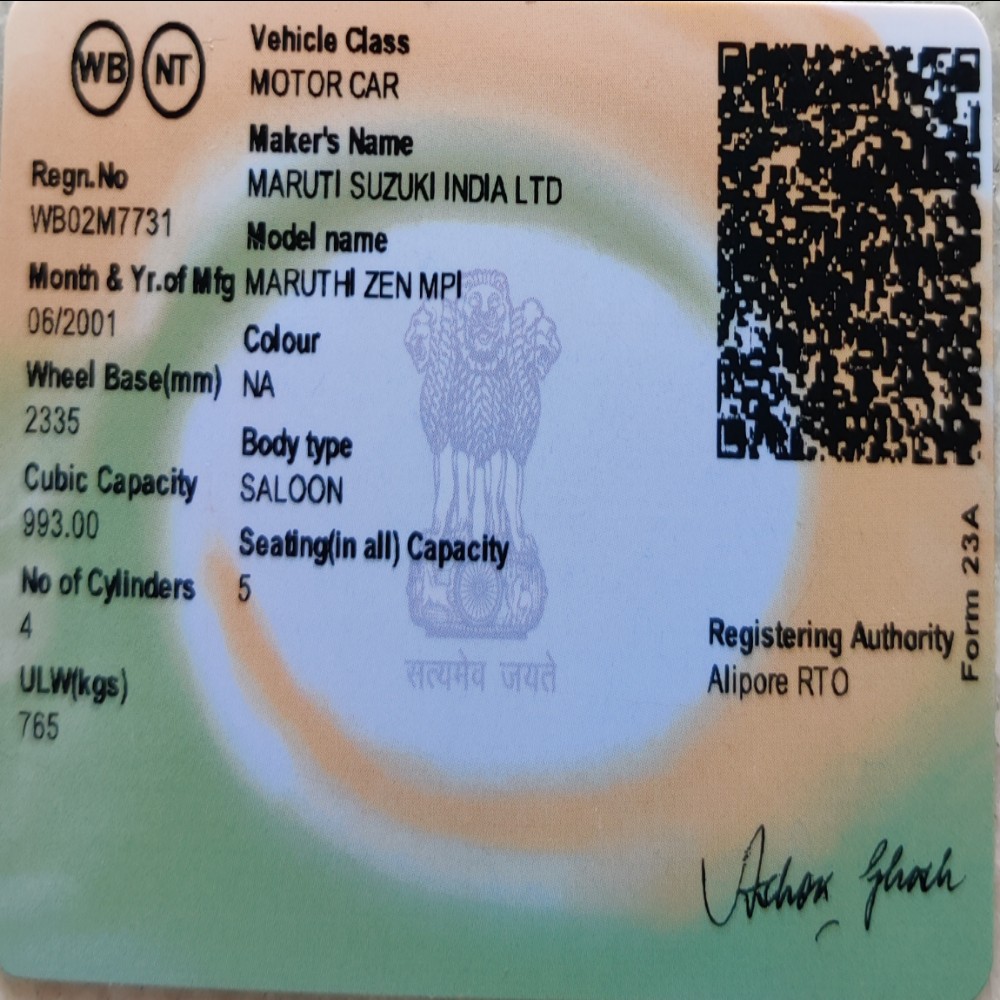 WB NT
Vehicle Class
MOTOR CAR
Maker's Name
MARUTI SUZUKI INDIA LTD
Model name
MARUTHI ZEN MPI
Colour
NA
Body type
SALOON
Seating(in all) Capacity
5
Regn.No
WB02M7731
Month & Yr.of Mfg
06/2001
Wheel Base(mm)
2335
Cubic Capacity
993.00
No of Cylinders
4
ULW(kgs)
765
सत्यमेव जयते
Form 23A
Registering Authority
Alipore RTO
Ashok Ghosh